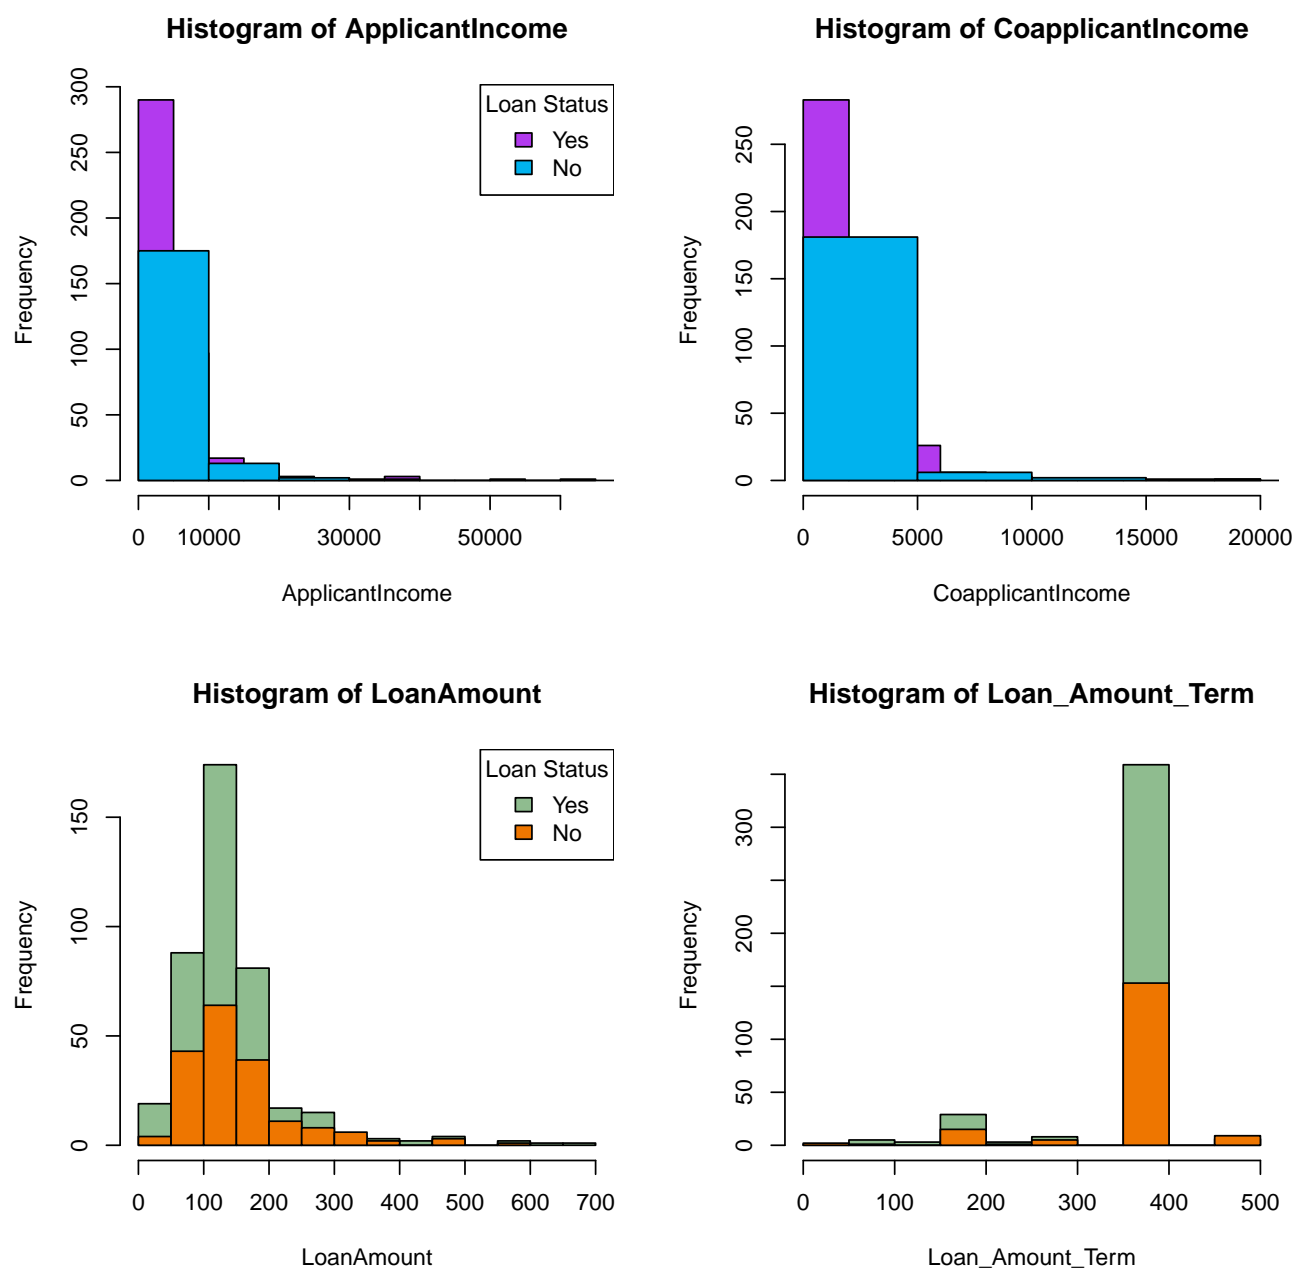 Histogram of ApplicantIncome
Frequency
0 50 100 150 200 250 300
Loan Status
Yes
No
0 10000 30000 50000
ApplicantIncome
Histogram of CoapplicantIncome
Frequency
0 50 100 150 200 250
0 5000 10000 15000 20000
CoapplicantIncome
Histogram of LoanAmount
Frequency
0 50 100 150
Loan Status
Yes
No
0 100 200 300 400 500 600 700
LoanAmount
Histogram of Loan_Amount_Term
Frequency
0 50 100 200 300
0 100 200 300 400 500
Loan_Amount_Term